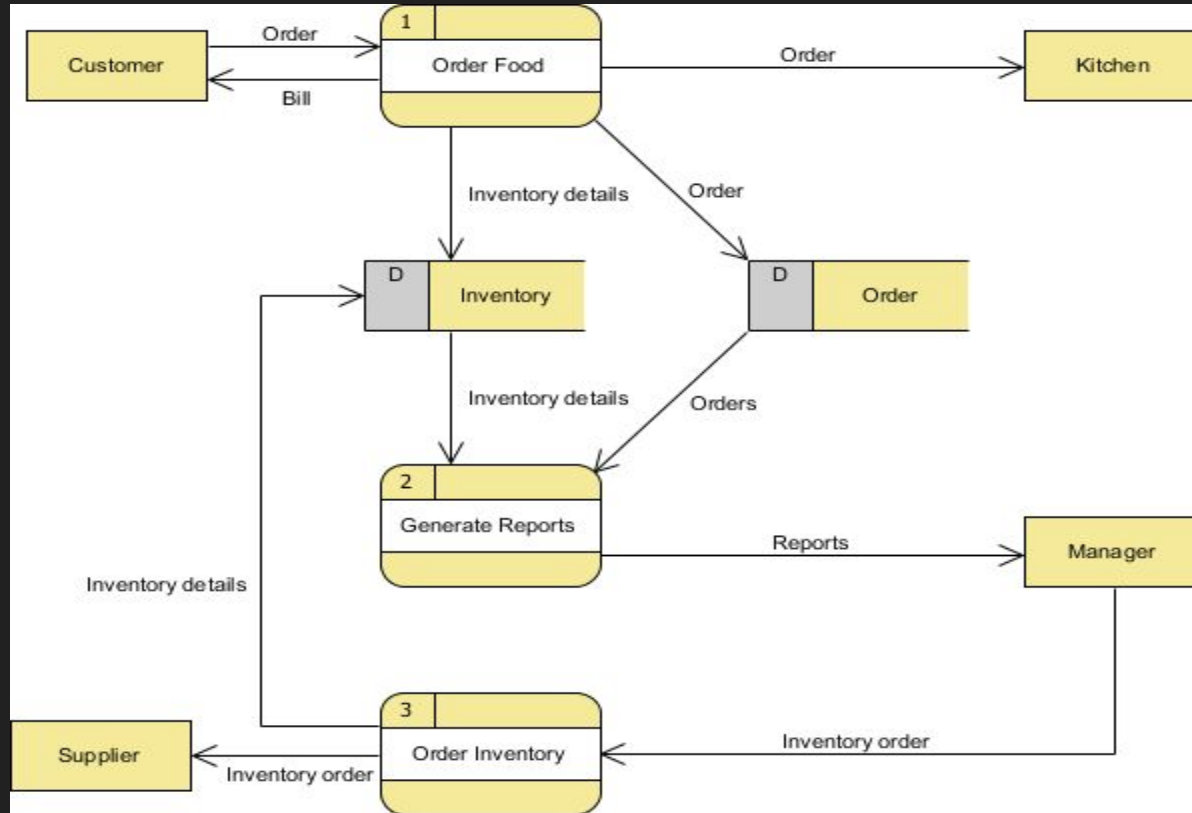 Order
1
Customer
Order Food
Order
Kitchen
Bill
Inventory details
Order
D
Inventory
D
Order
Inventory details
Orders
2
Generate Reports
Reports
Manager
Inventory details
3
Order Inventory
Inventory order
Supplier
Inventory order